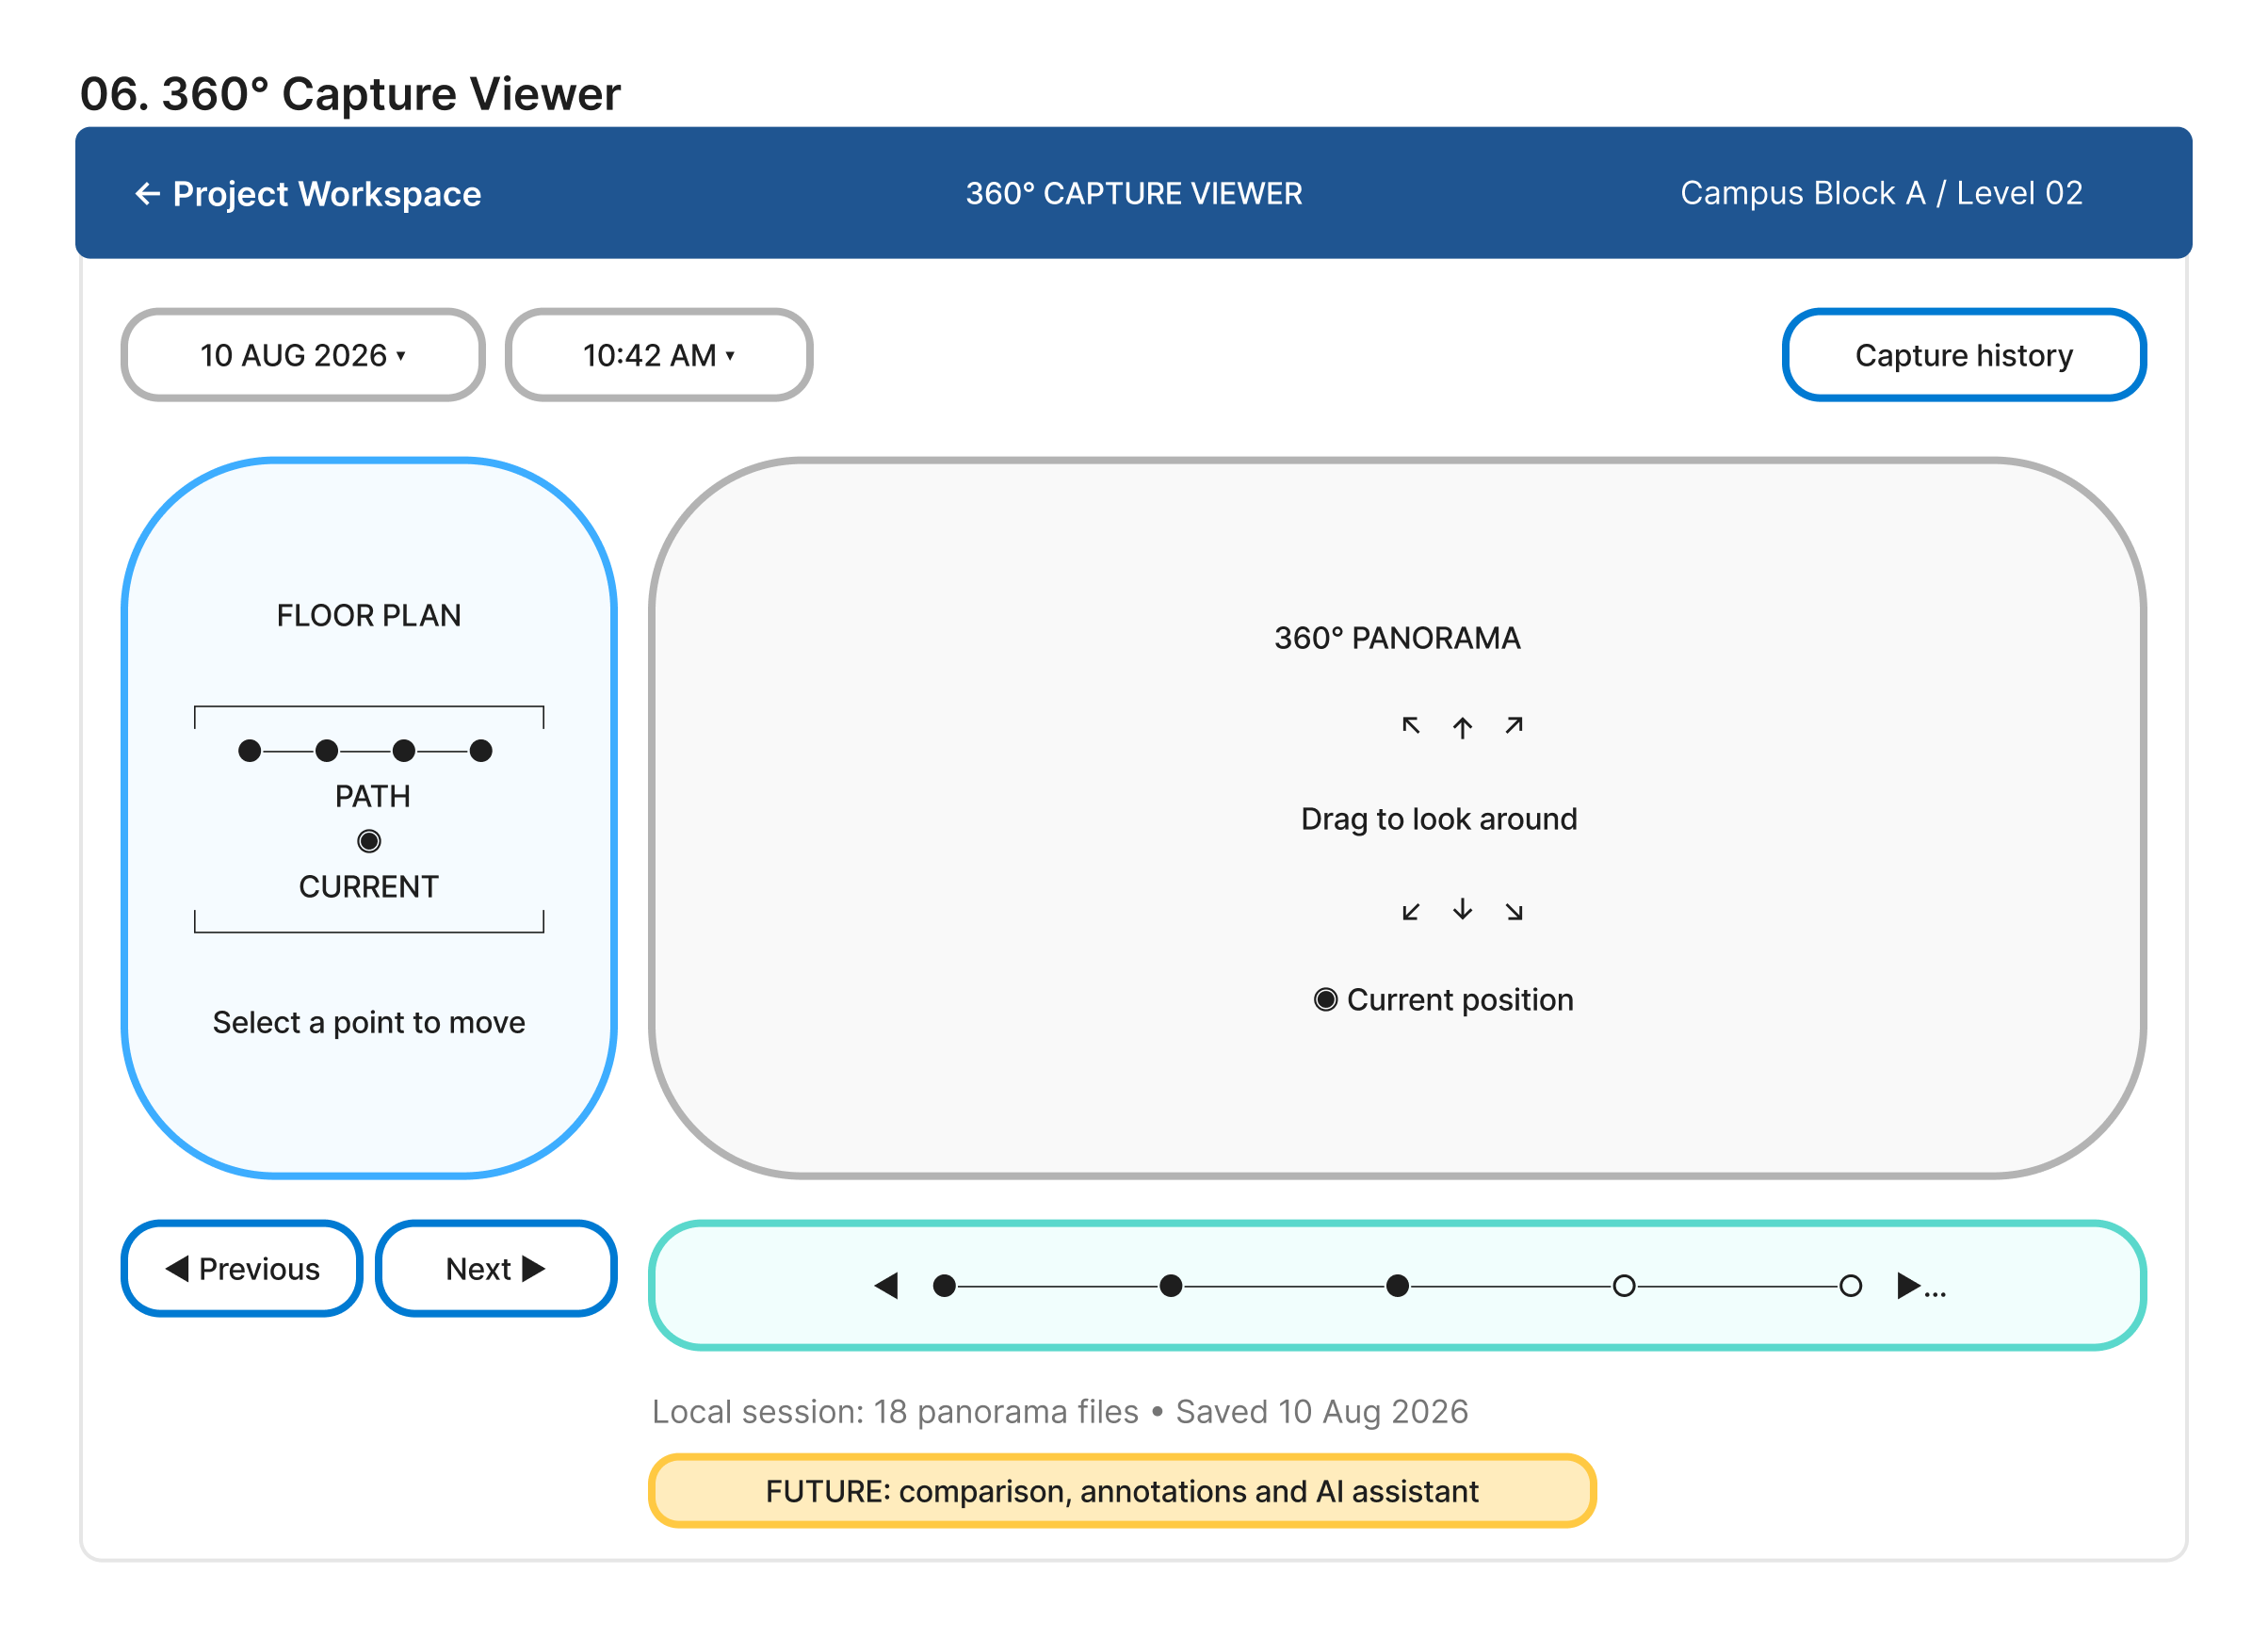 06. 360° Capture Viewer
← Project Workspace
360° CAPTURE VIEWER
Campus Block A / Level 02
10 AUG 2026 ▾
10:42 AM ▾
Capture history
FLOOR PLAN
PATH
◉
CURRENT
Select a point to move
360° PANORAMA
↖ ↑ ↗
Drag to look around
↙ ↓ ↘
◉ Current position
◀ Previous
Next ▶
◀ ●────●────●────○────○ ▶...
Local session: 18 panorama files • Saved 10 Aug 2026
FUTURE: comparison, annotations and AI assistant